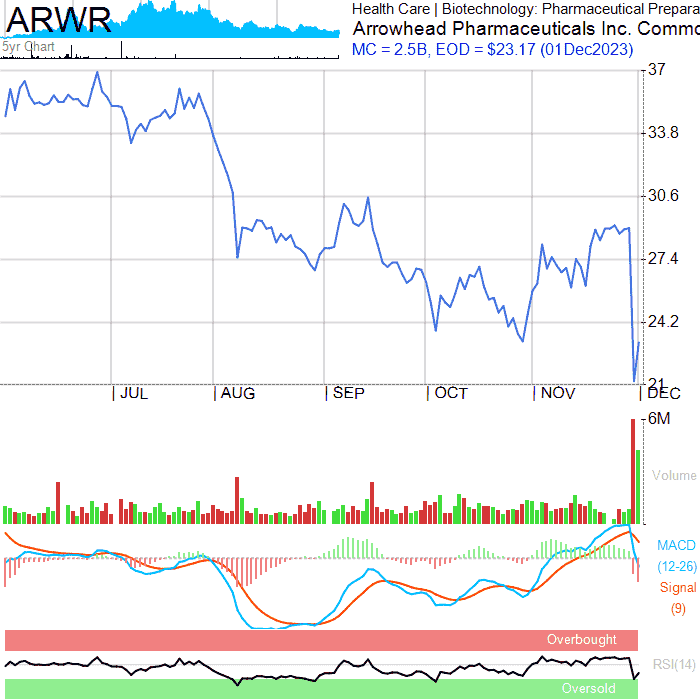 ARWR
Health Care | Biotechnology: Pharmaceutical Prepara
Arrowhead Pharmaceuticals Inc. Commo
MC = 2.5B, EOD = $23.17 (01Dec2023)
5yr Chart
37
33.8
30.6
27.4
24.2
21
| JUL | AUG | SEP | OCT | NOV | DEC
6M
Volume
MACD
(12-26)
Signal
(9)
Overbought
RSI(14)
Oversold